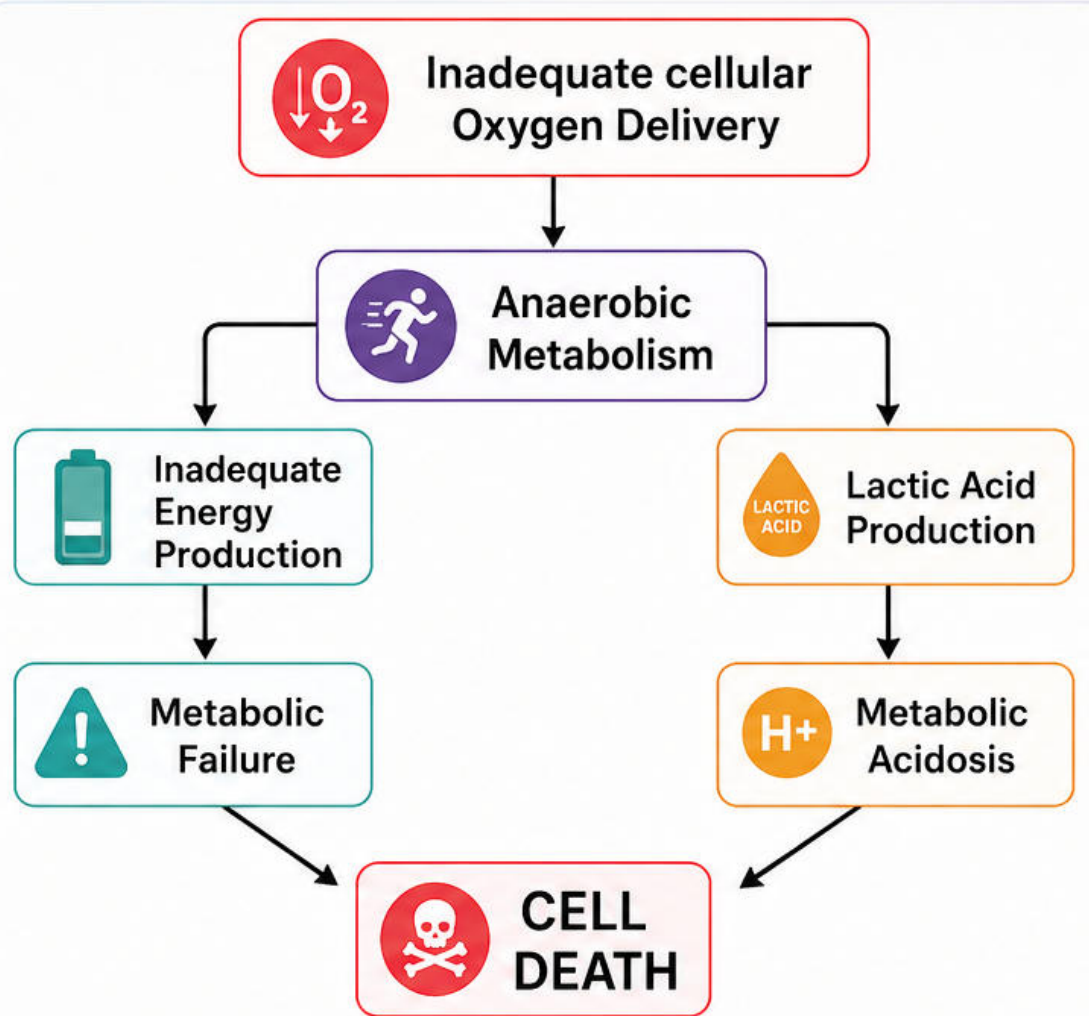 ↓O₂
Inadequate cellular
Oxygen Delivery
Anaerobic
Metabolism
Inadequate
Energy
Production
LACTIC
ACID
Lactic Acid
Production
Metabolic
Failure
H+
Metabolic
Acidosis
CELL
DEATH